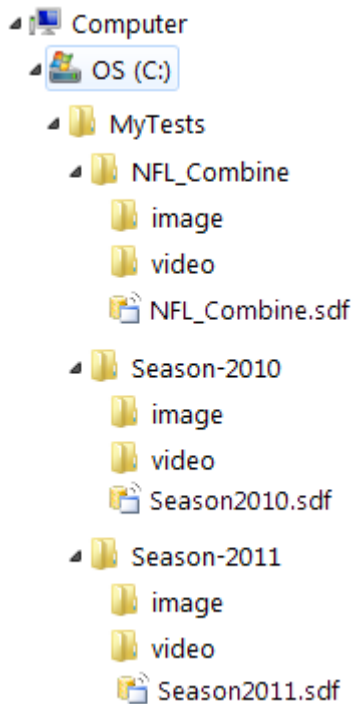 Computer
OS (C:)
MyTests
NFL_Combine
image
video
NFL_Combine.sdf
Season-2010
image
video
Season2010.sdf
Season-2011
image
video
Season2011.sdf